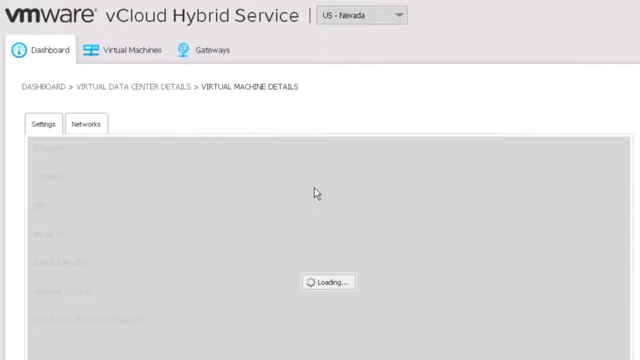 vmware® vCloud Hybrid Service | US - Nevada
Dashboard Virtual Machines Gateways
DASHBOARD > VIRTUAL DATA CENTER DETAILS > VIRTUAL MACHINE DETAILS
Settings Networks
STATUS
Loading...